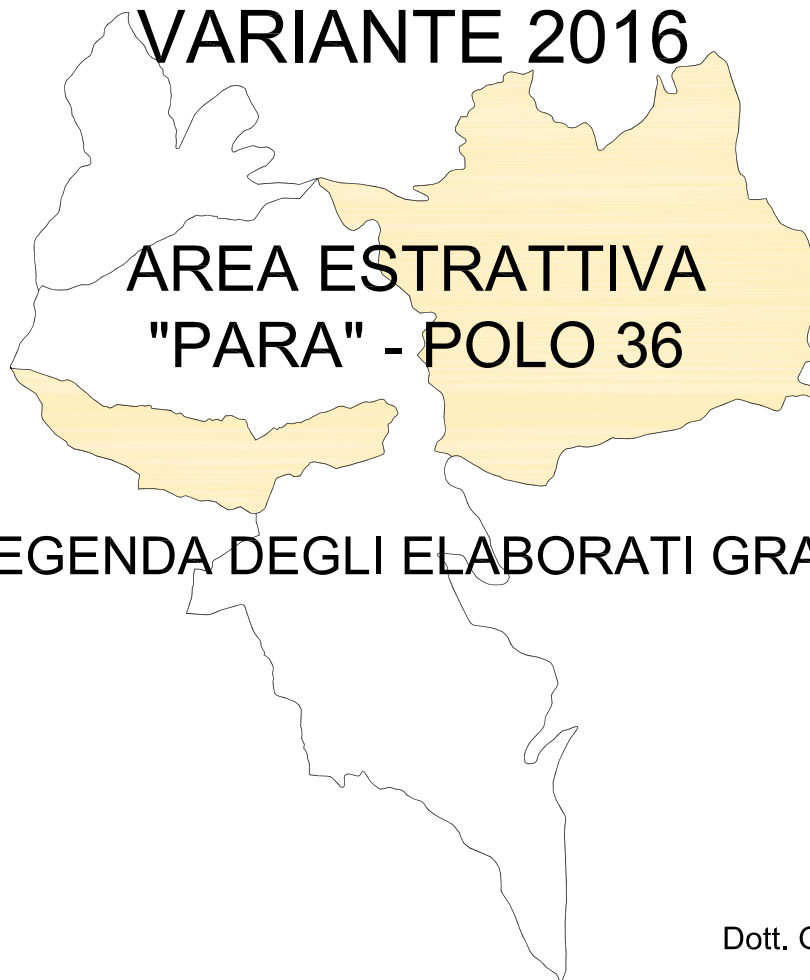 VARIANTE 2016
AREA ESTRATTIVA
"PARA" - POLO 36
EGENDA DEGLI ELABORATI GRA
Dott.